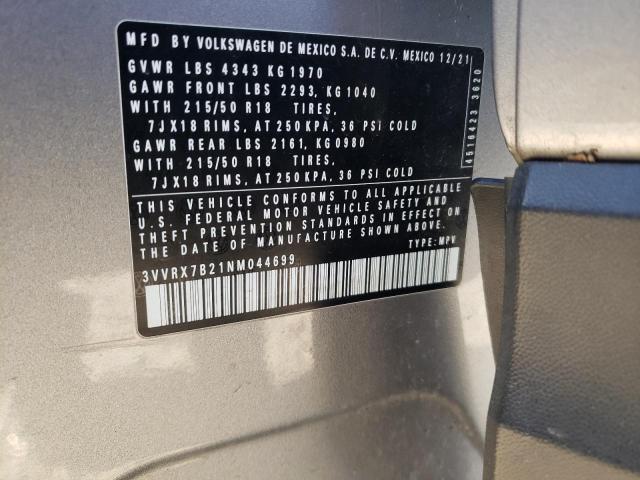 MFD BY VOLKSWAGEN DE MEXICO S.A. DE C.V. MEXICO 12/21
GVWR LBS 4343 KG 1970
GAWR FRONT LBS 2293, KG 1040
WITH 215/50 R18 TIRES,
7JX18 RIMS, AT 250 KPA, 36 PSI COLD
GAWR REAR LBS 2161, KG0980
WITH 215/50 R18 TIRES,
7JX18 RIMS, AT 250 KPA, 36 PSI COLD
THIS VEHICLE CONFORMS TO ALL APPLICABLE
U.S. FEDERAL MOTOR VEHICLE SAFETY AND
THEFT PREVENTION STANDARDS IN EFFECT ON
THE DATE OF MANUFACTURE SHOWN ABOVE.
3VVRX7B21NM044699 TYPE: MPV
4516423 3620